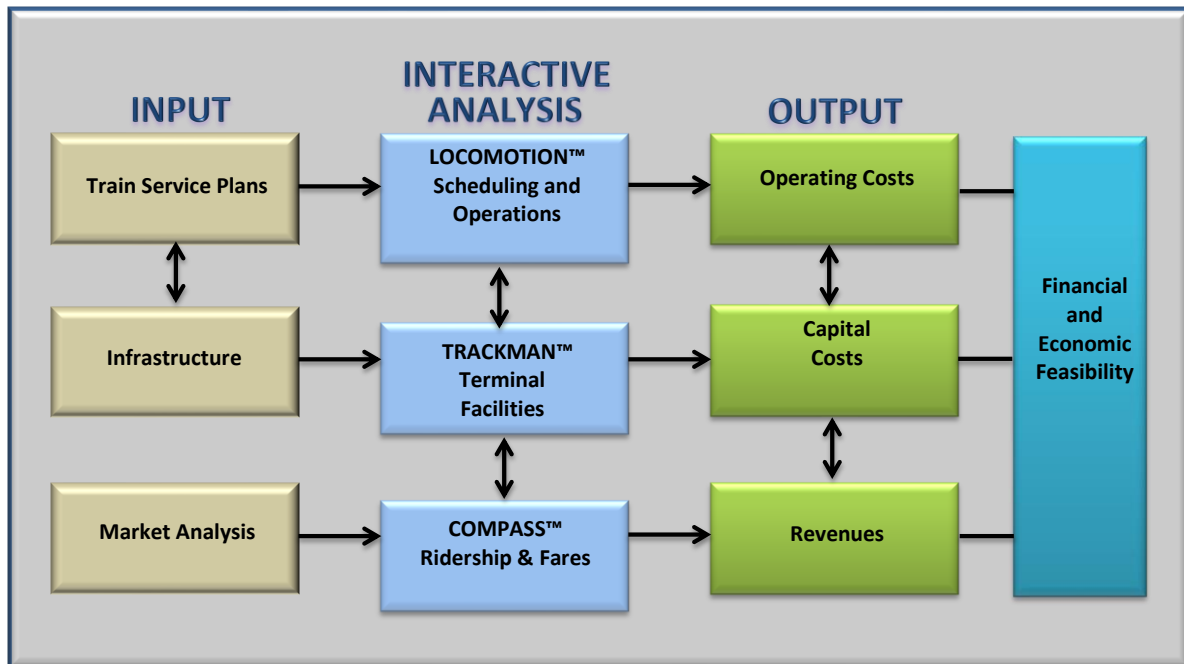 INPUT
INTERACTIVE
ANALYSIS
OUTPUT
Train Service Plans
LOCOMOTION™
Scheduling and
Operations
Operating Costs
Infrastructure
TRACKMAN™
Terminal
Facilities
Capital
Costs
Market Analysis
COMPASS™
Ridership & Fares
Revenues
Financial
and
Economic
Feasibility